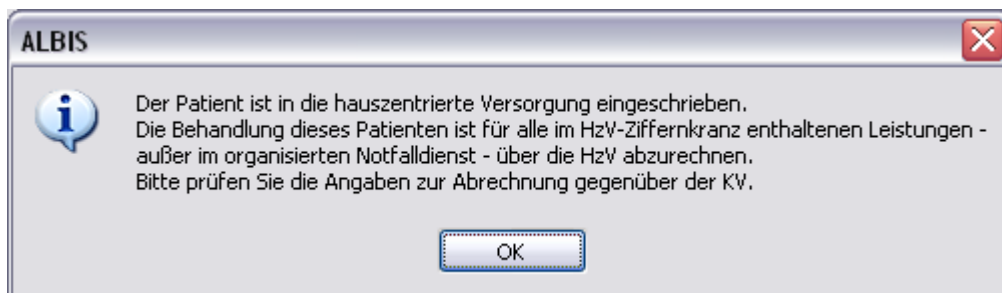 ALBIS
Der Patient ist in die hauszentrierte Versorgung eingeschrieben.
Die Behandlung dieses Patienten ist für alle im HzV-Ziffernkranz enthaltenen Leistungen -
außer im organisierten Notfalldienst - über die HzV abzurechnen.
Bitte prüfen Sie die Angaben zur Abrechnung gegenüber der KV.
OK